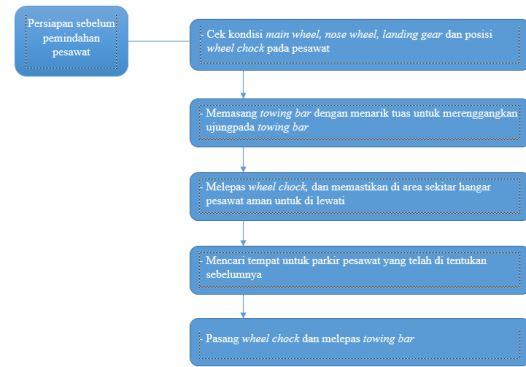 Persiapan sebelum
pemindahan
pesawat
- Cek kondisi main wheel, nose wheel, landing gear dan posisi
wheel chock pada pesawat
- Memasang towing bar dengan menarik tuas untuk merenggangkan
ujungpada towing bar
- Melepas wheel chock, dan memastikan di area sekitar hangar
pesawat aman untuk di lewati
- Mencari tempat untuk parkir pesawat yang telah di tentukan
sebelumnya
- Pasang wheel chock dan melepas towing bar